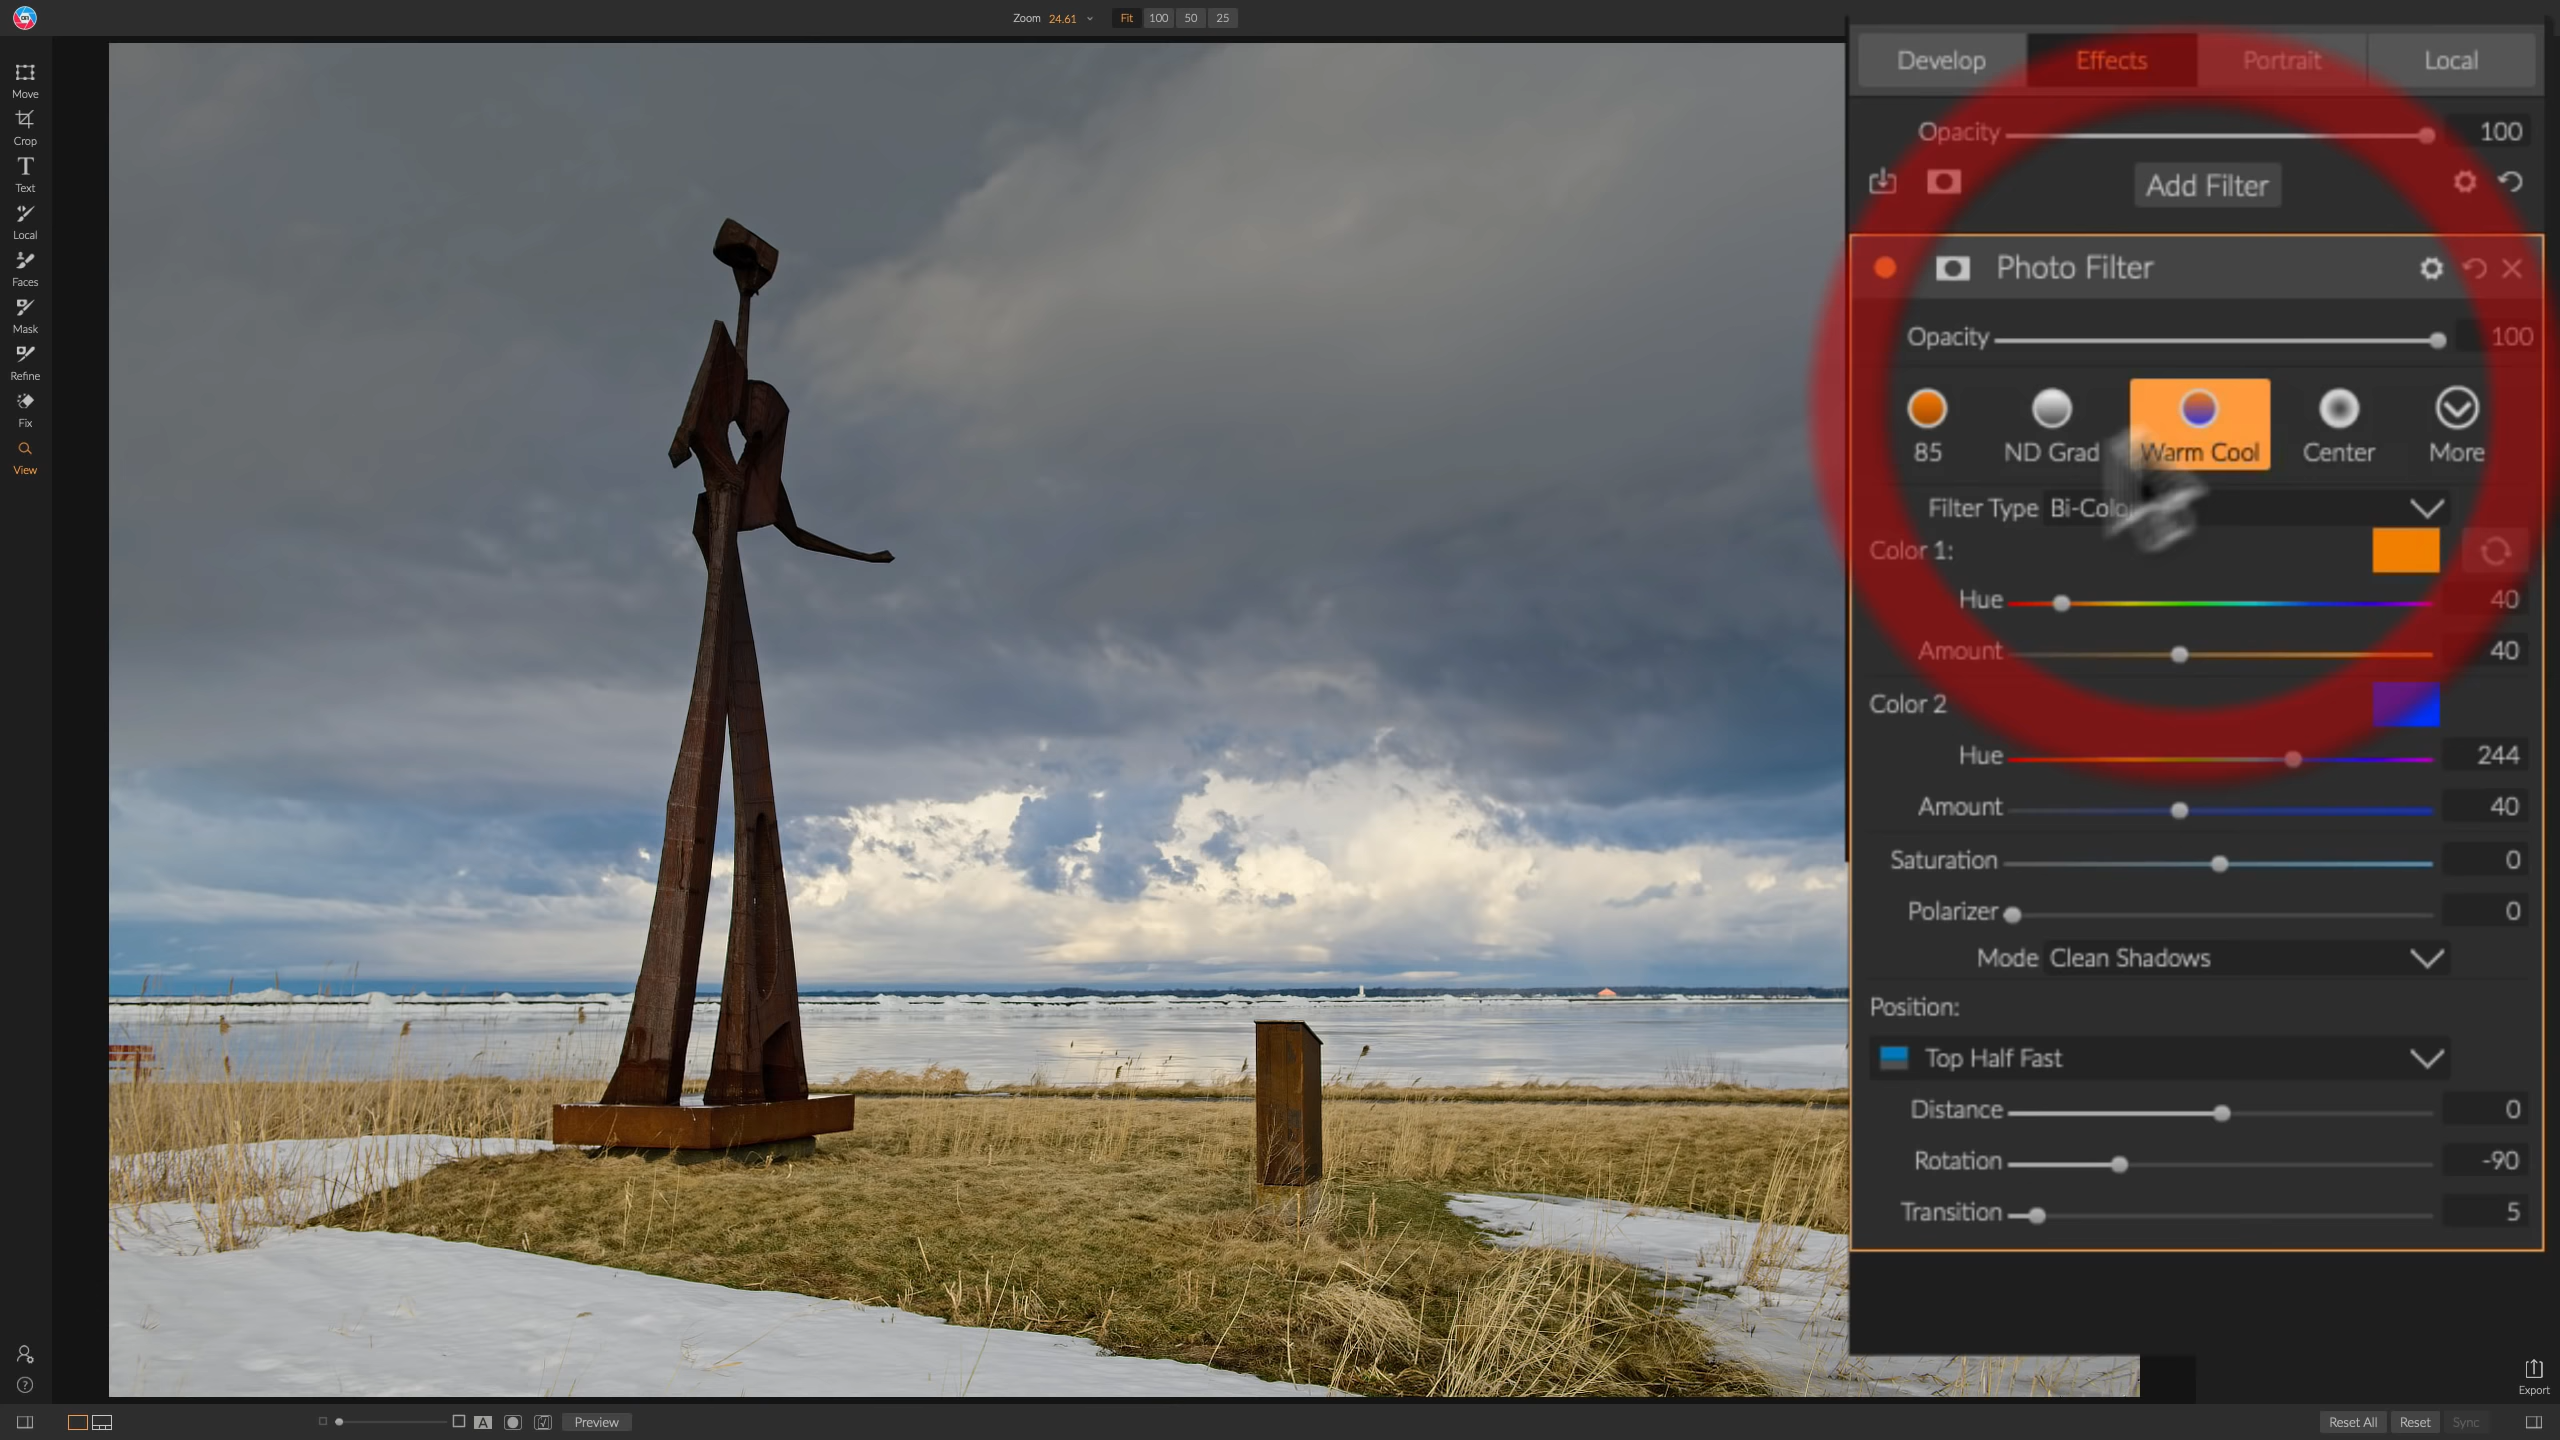 Zoom 24.61 Fit 100 50 25
Move
Crop
Text
Local
Faces
Mask
Refine
Fix
View
Develop Effects Portrait Local
Opacity 100
Add Filter
Photo Filter
Opacity 100
85 ND Grad Warm Cool Center More
Filter Type Bi-Color
Color 1:
Hue 40
Amount 40
Color 2
Hue 244
Amount 40
Saturation 0
Polarizer 0
Mode Clean Shadows
Position:
Top Half Fast
Distance 0
Rotation -90
Transition 5
Export
A Preview Reset All Reset Sync